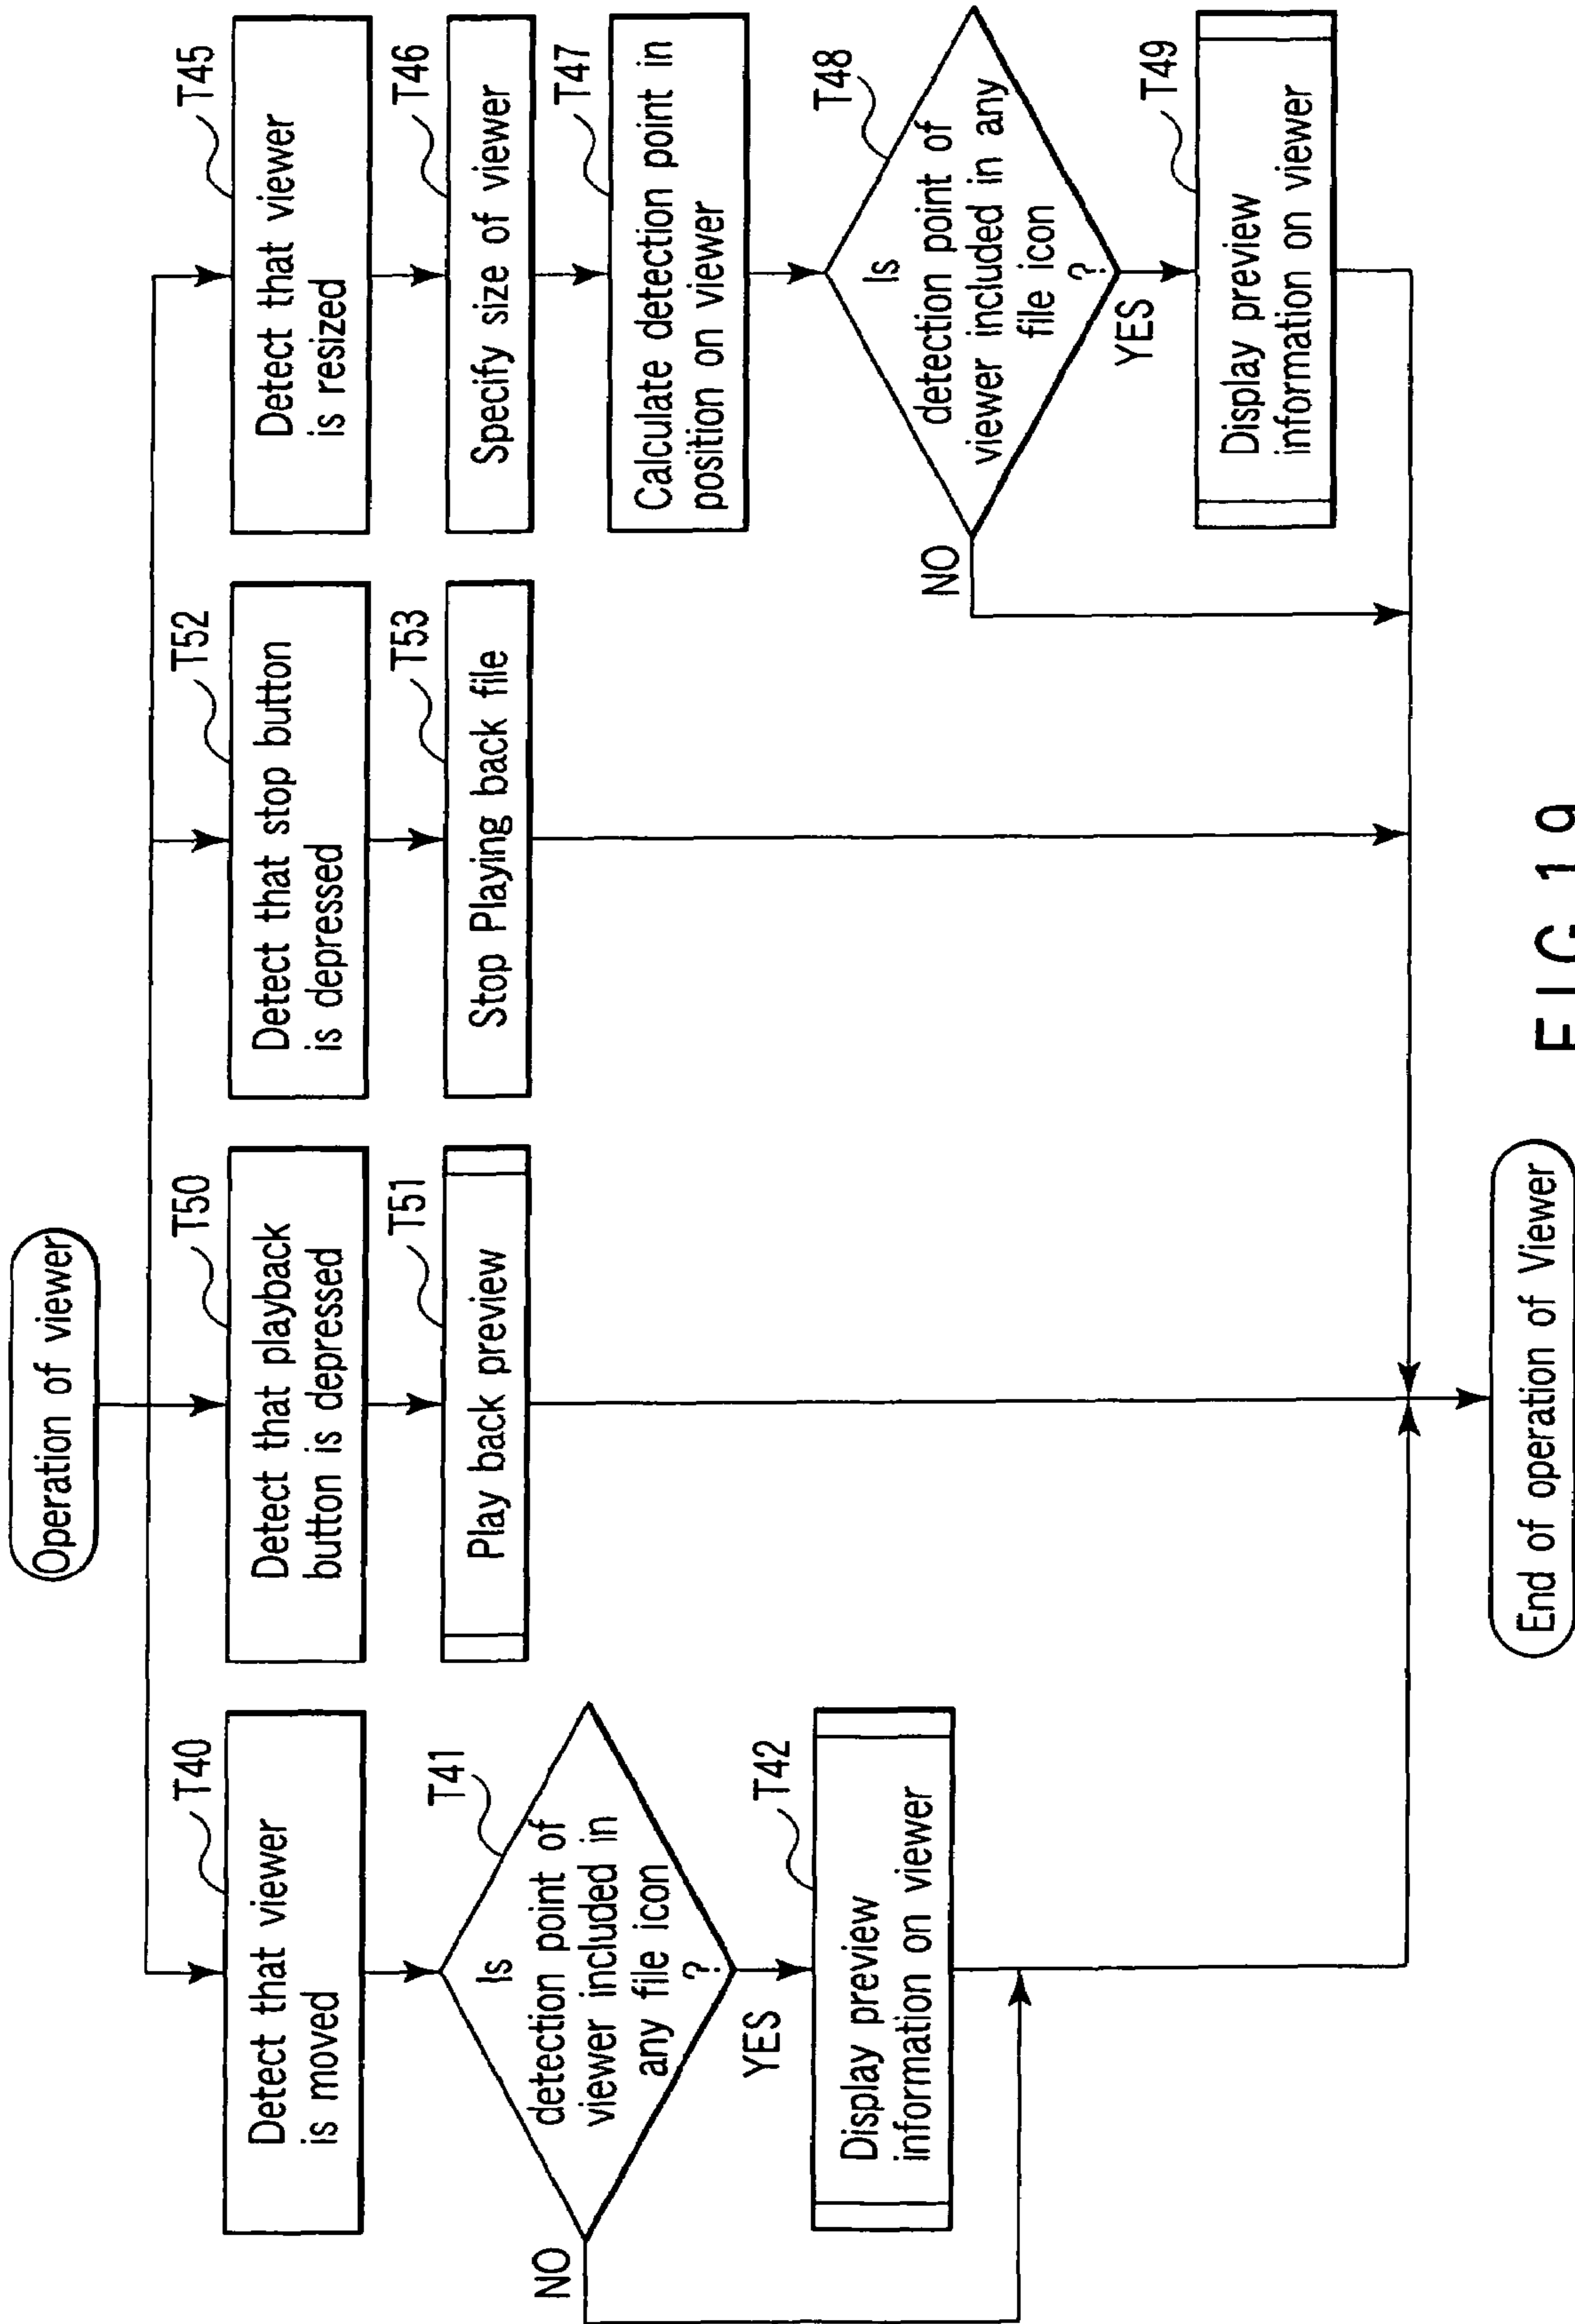 Operation of viewer
T40
Detect that viewer
is moved
T41
Is
detection point of
viewer included in
any file icon
?
NO
YES
T42
Display preview
information on viewer
T50
Detect that playback
button is depressed
T51
Play back preview
T52
Detect that stop button
is depressed
T53
Stop Playing back file
T45
Detect that viewer
is resized
T46
Specify size of viewer
T47
Calculate detection point in
position on viewer
T48
Is
detection point of
viewer included in any
file icon
?
NO
YES
T49
Display preview
information on viewer
End of operation of Viewer
FIG. 19